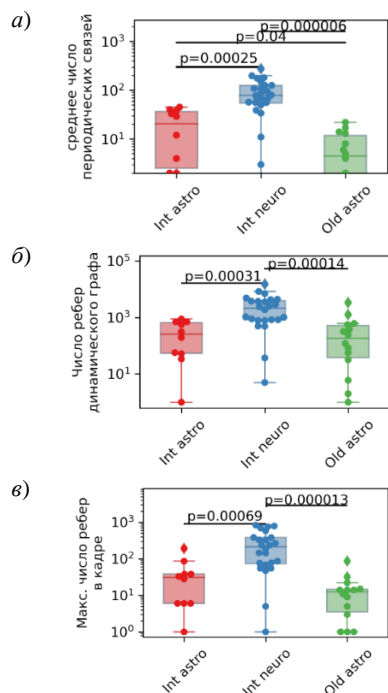 а)
p=0.000006
p=0.04
p=0.00025
среднее число
периодических связей
10²
10¹
Int astro
Int neuro
Old astro
б)
10⁵
p=0.00014
p=0.00031
Число ребер
динамического графа
10³
10¹
Int astro
Int neuro
Old astro
в)
p=0.000013
p=0.00069
Макс. число ребер
в кадре
10³
10²
10¹
10⁰
Int astro
Int neuro
Old astro